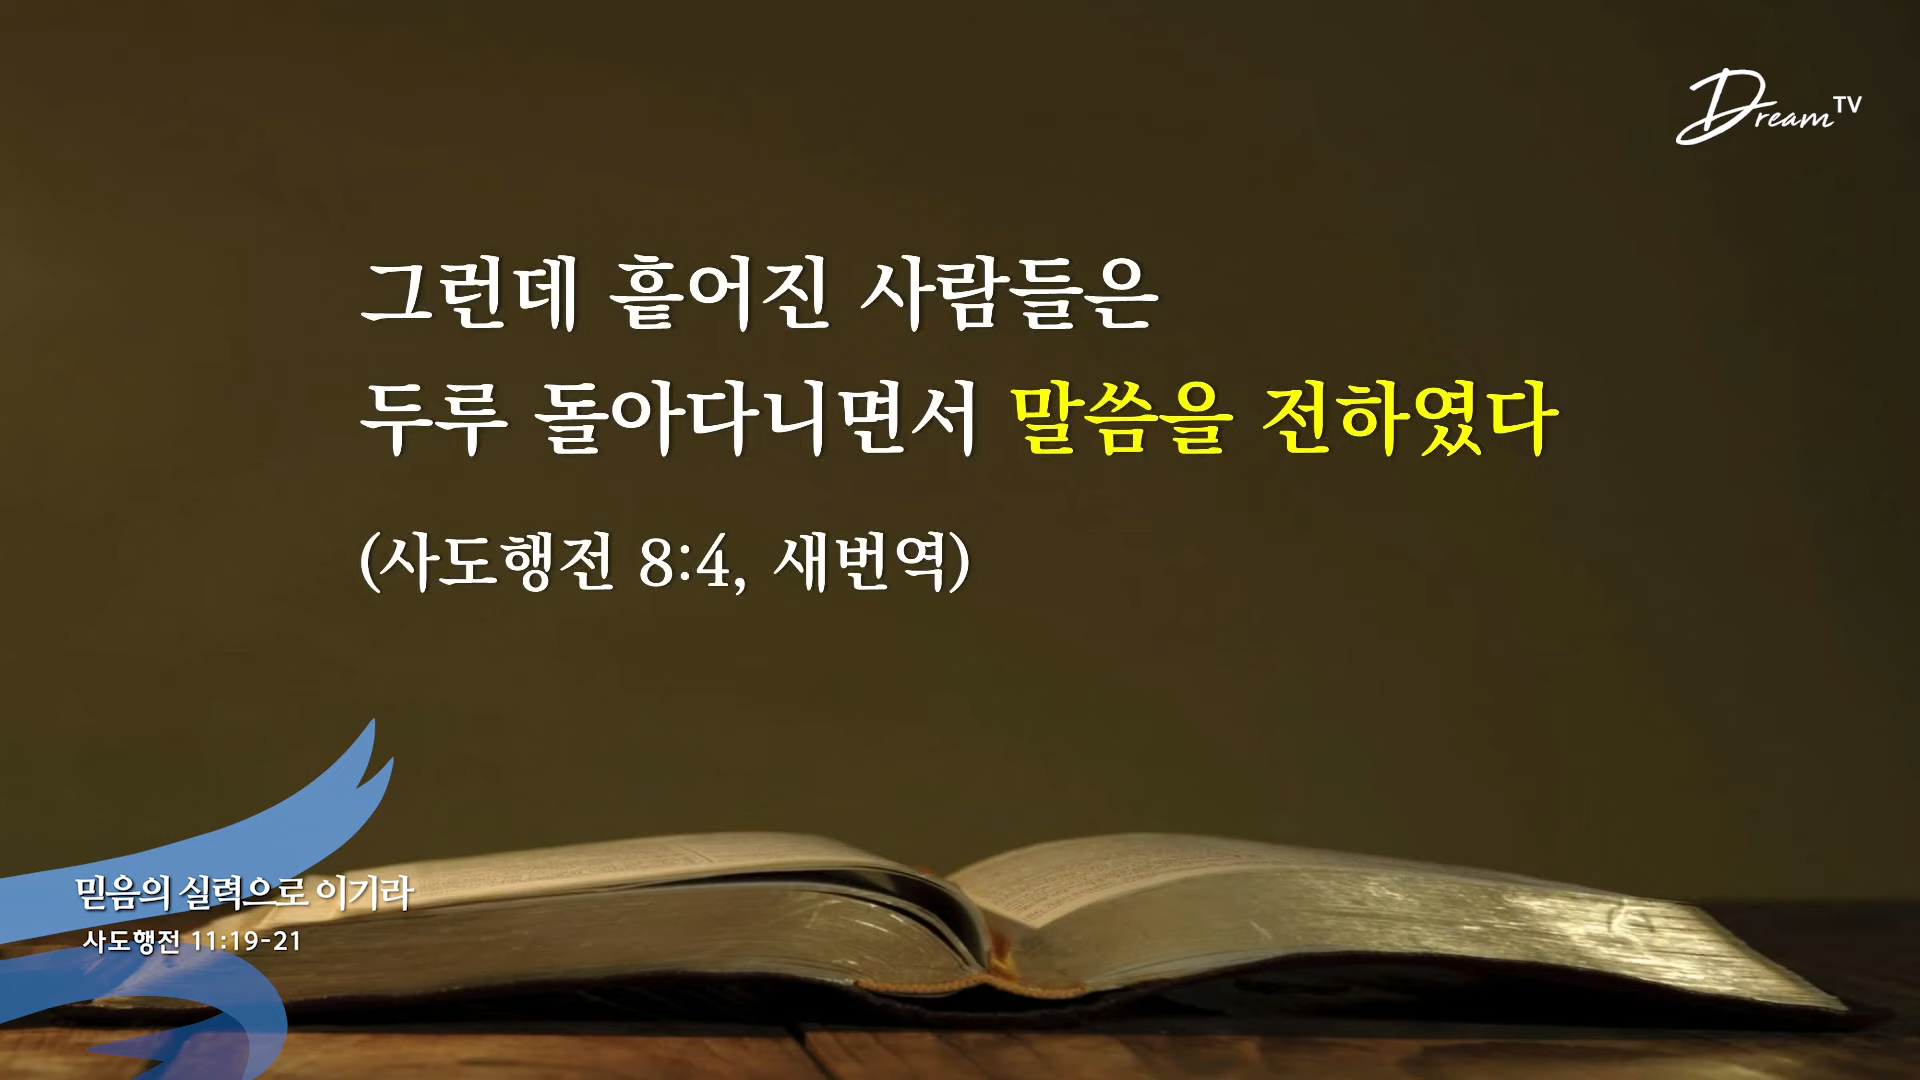 Dream TV
그런데 흩어진 사람들은
두루 돌아다니면서 말씀을 전하였다
(사도행전 8:4, 새번역)
믿음의 실력으로 이기라
사도행전 11:19-21